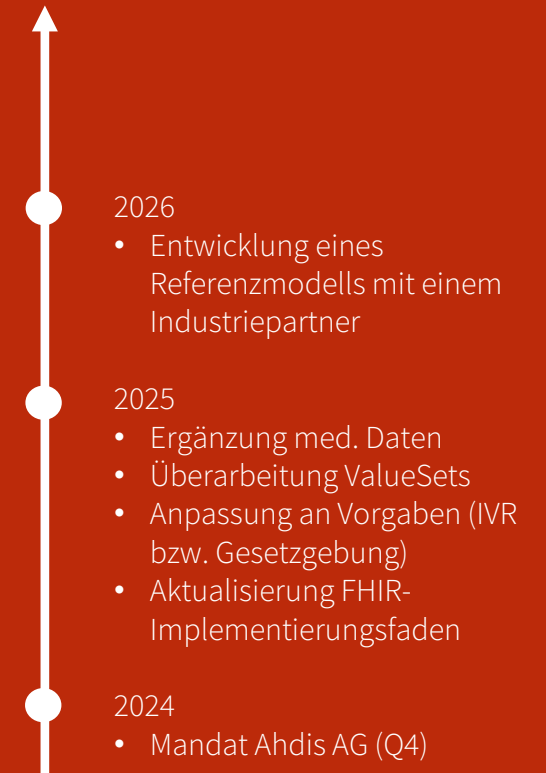 2026
• Entwicklung eines
Referenzmodells mit einem
Industriepartner
2025
• Ergänzung med. Daten
• Überarbeitung ValueSets
• Anpassung an Vorgaben (IVR
bzw. Gesetzgebung)
• Aktualisierung FHIR-
Implementierungsfaden
2024
• Mandat Ahdis AG (Q4)